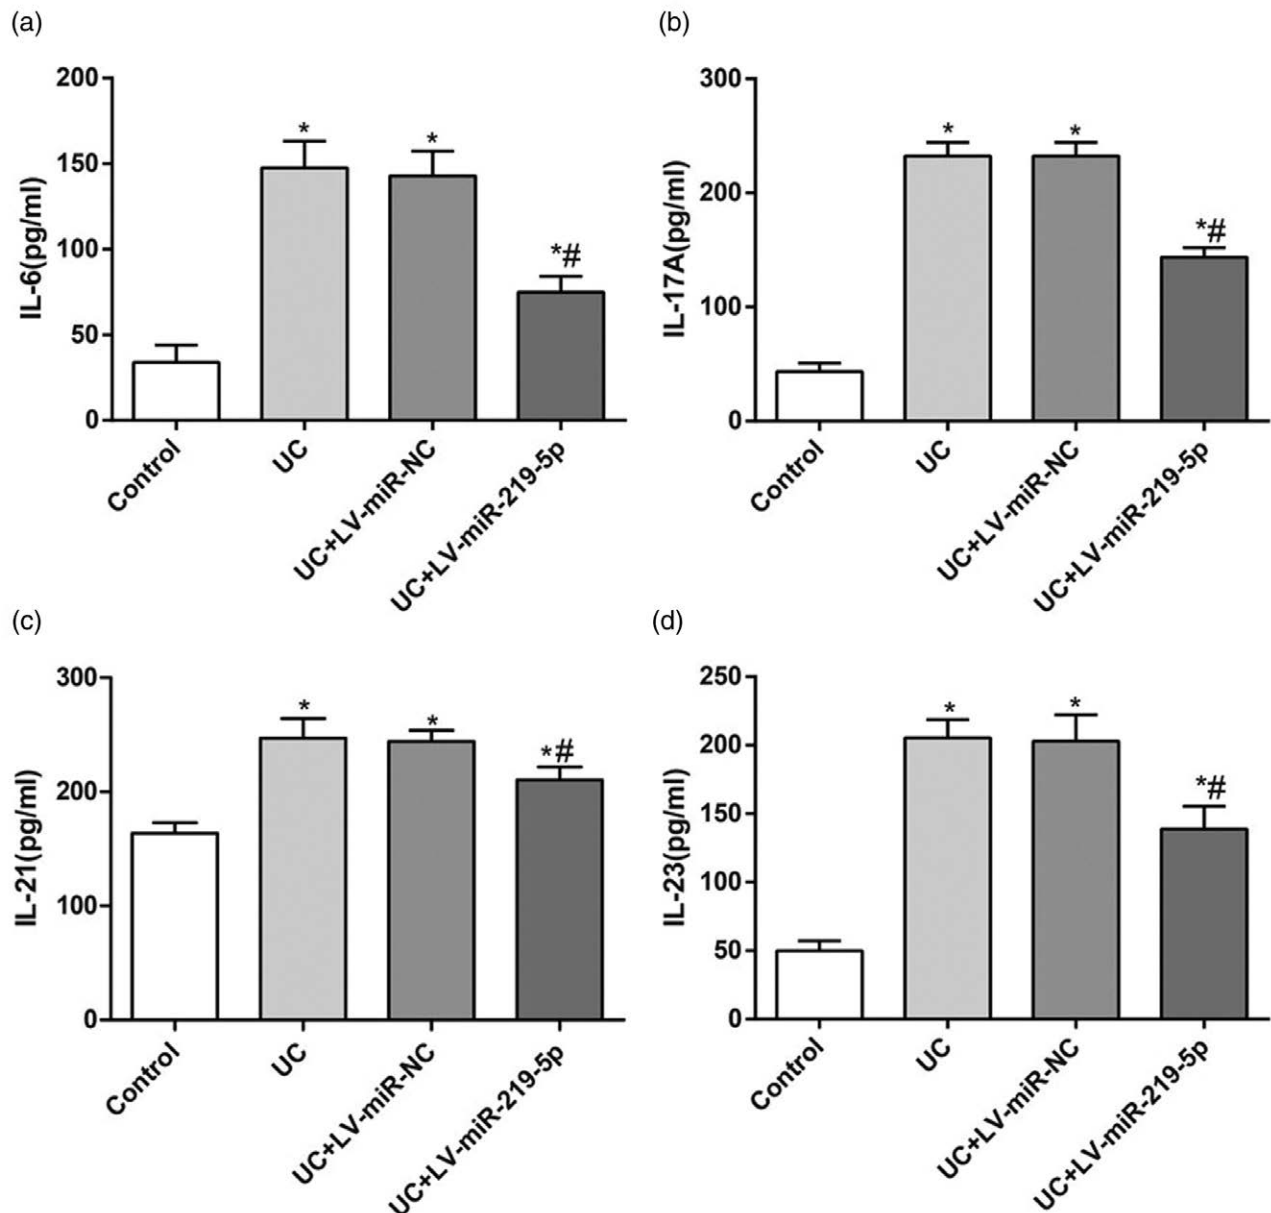 (a)
IL-6(pg/ml)
200
150
100
50
0
*
*
*#
Control
UC
UC+LV-miR-NC
UC+LV-miR-219-5p
(b)
IL-17A(pg/ml)
300
200
100
0
*
*
*#
Control
UC
UC+LV-miR-NC
UC+LV-miR-219-5p
(c)
IL-21(pg/ml)
300
200
100
0
*
*
*#
Control
UC
UC+LV-miR-NC
UC+LV-miR-219-5p
(d)
IL-23(pg/ml)
250
200
150
100
50
0
*
*
*#
Control
UC
UC+LV-miR-NC
UC+LV-miR-219-5p